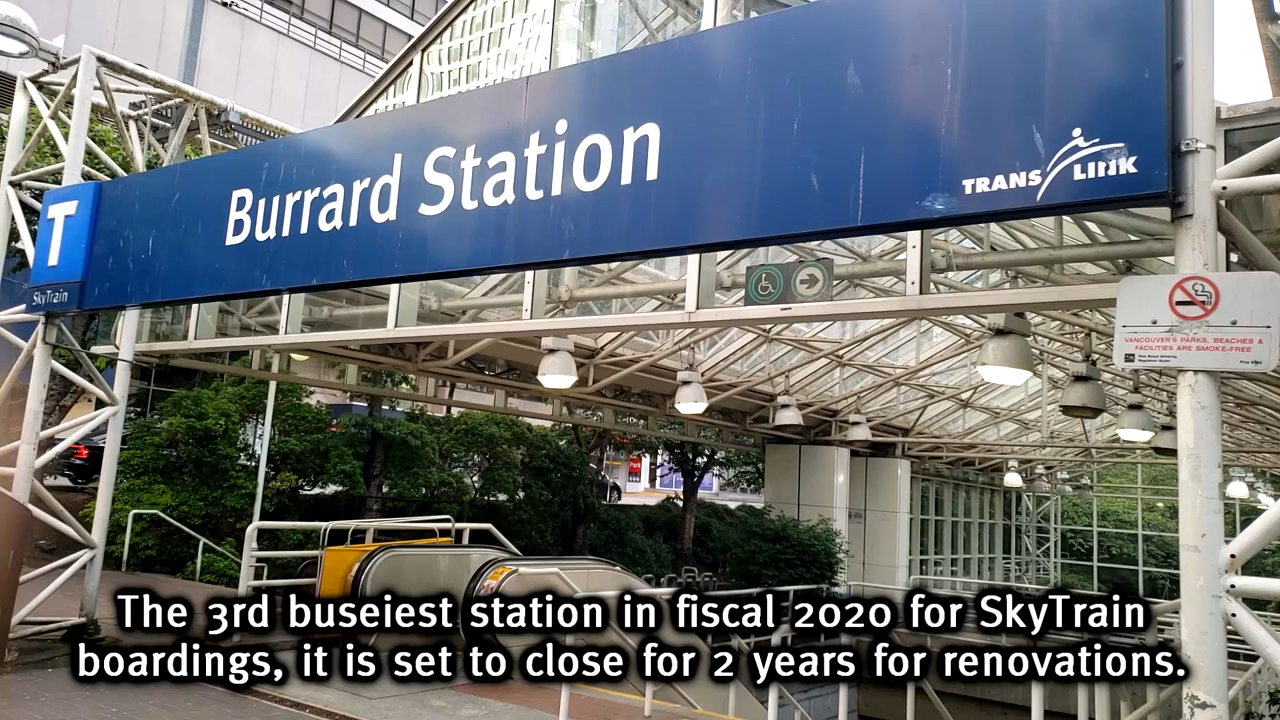 Burrard Station
TRANS LINK
T
SkyTrain
VANCOUVER'S PARKS, BEACHES &
FACILITIES ARE SMOKE-FREE
Park
The 3rd buseiest station in fiscal 2020 for SkyTrain
boardings, it is set to close for 2 years for renovations.